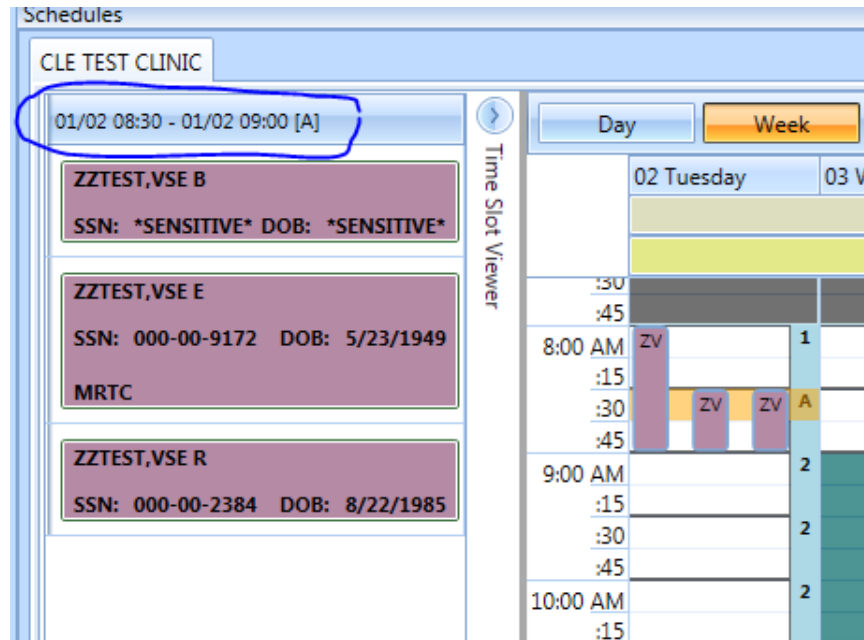 Schedules
CLE TEST CLINIC
01/02 08:30 - 01/02 09:00 [A]
ZZTEST,VSE B
SSN: *SENSITIVE* DOB: *SENSITIVE*
ZZTEST,VSE E
SSN: 000-00-9172 DOB: 5/23/1949
MRTC
ZZTEST,VSE R
SSN: 000-00-2384 DOB: 8/22/1985
Time Slot Viewer
Day Week
02 Tuesday 03 W
:30
:45
8:00 AM ZV 1
:15
:30 ZV ZV A
:45
9:00 AM 2
:15
:30 2
:45
10:00 AM 2
:15